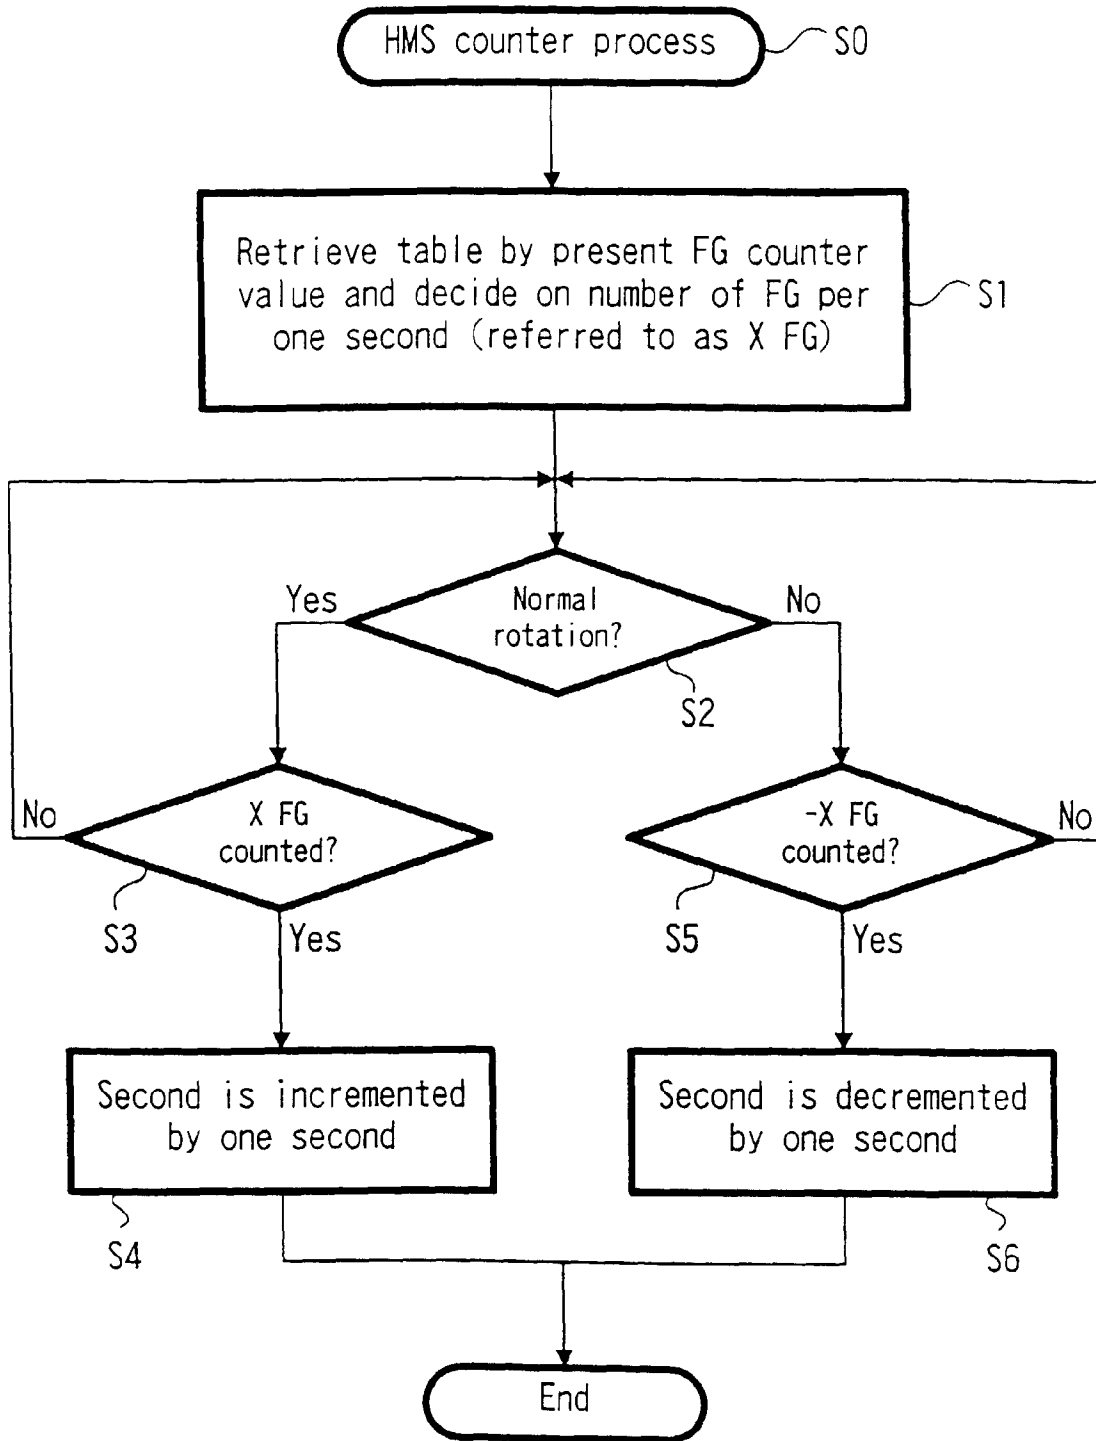 HMS counter process
S0
Retrieve table by present FG counter
value and decide on number of FG per
one second (referred to as X FG)
S1
Yes
Normal
rotation?
No
S2
No
X FG
counted?
S3
Yes
-X FG
counted?
No
S5
Yes
Second is incremented
by one second
S4
Second is decremented
by one second
S6
End